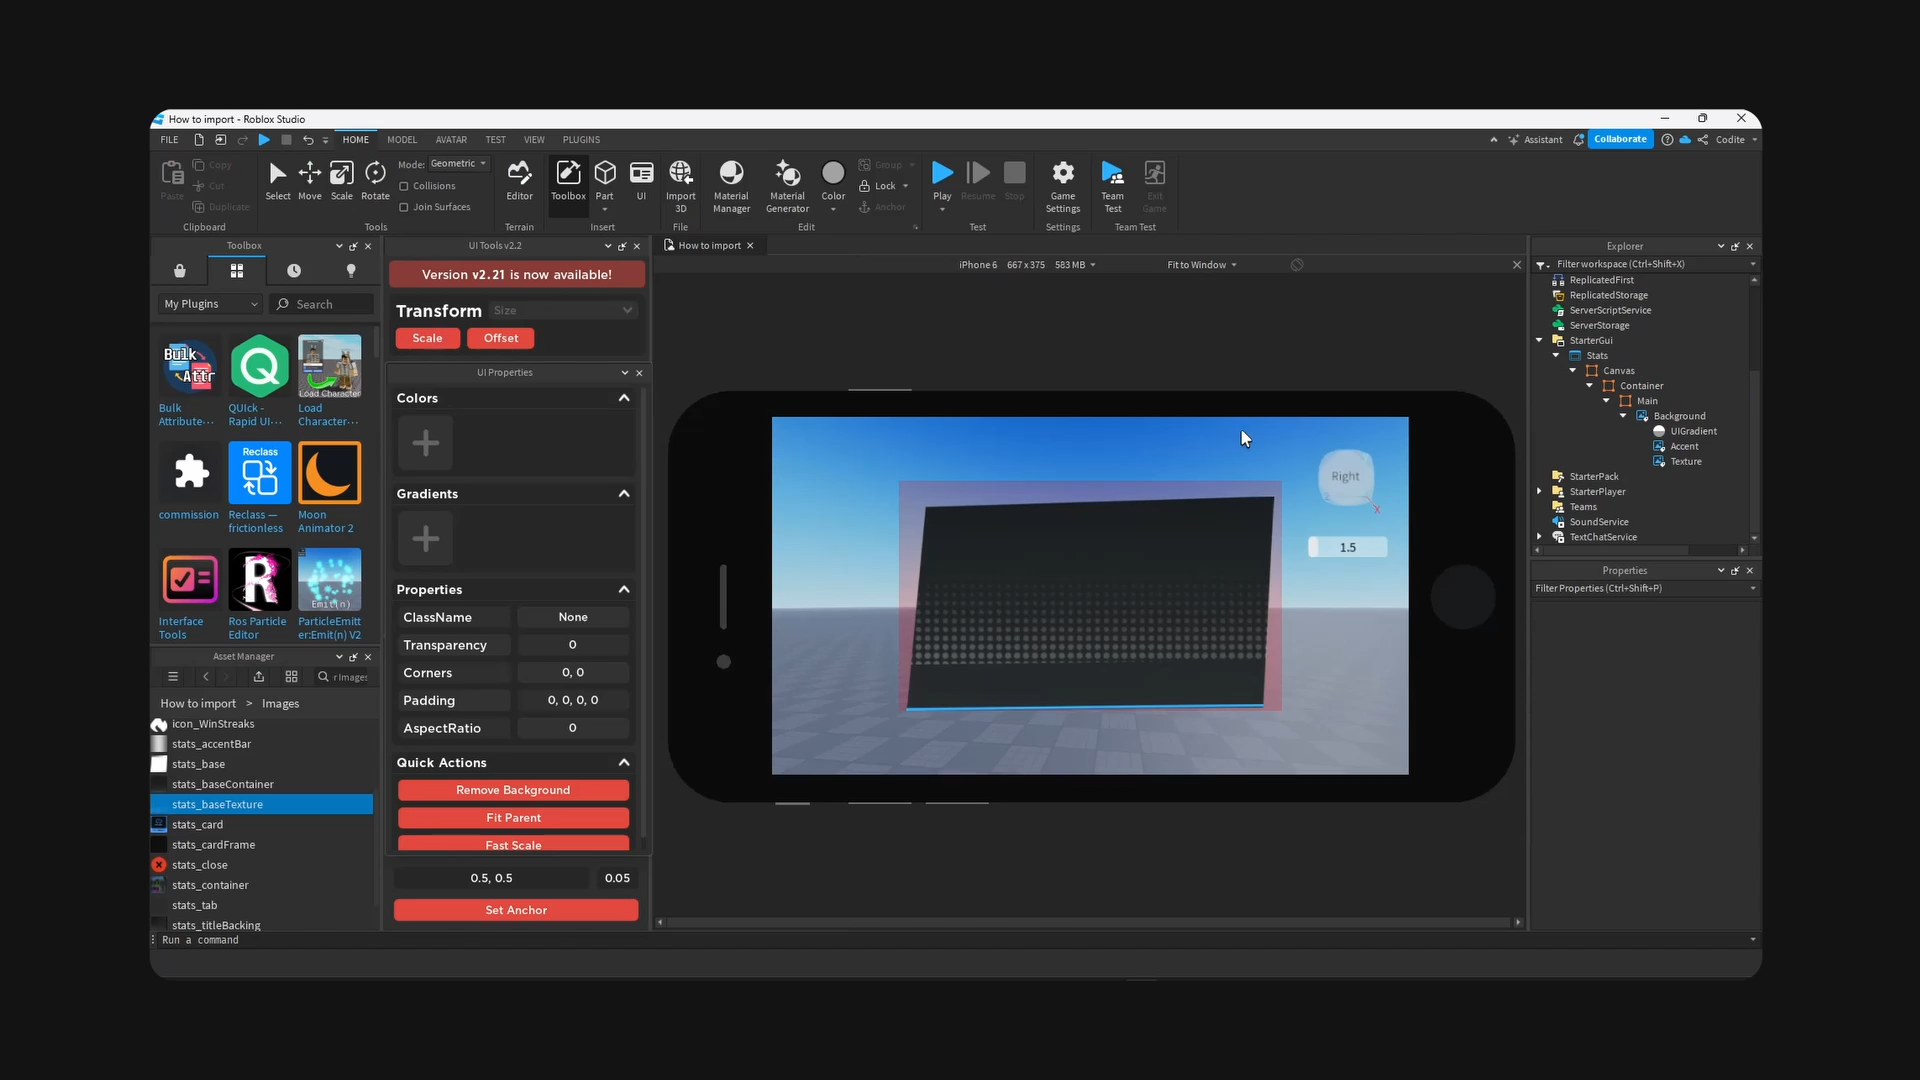 How to import - Roblox Studio
FILE
HOME
MODEL
AVATAR
TEST
VIEW
PLUGINS
Assistant
Collaborate
Codite
Paste
Copy
Cut
Duplicate
Clipboard
Select
Move
Scale
Rotate
Mode:
Geometric
Collisions
Join Surfaces
Tools
Editor
Terrain
Toolbox
Part
UI
Insert
Import
3D
File
Material
Manager
Material
Generator
Color
Group
Lock
Anchor
Edit
Play
Resume
Stop
Test
Game
Settings
Settings
Team
Test
Exit
Game
Team Test
Toolbox
My Plugins
Search
Bulk
Attr
Load Character
Bulk
Attribute-···
QUIck -
Rapid UI-···
Load
Character-···
Reclass
commission
Reclass —
frictionless
Moon
Animator 2
R
Emit(n)
Interface
Tools
Ros Particle
Editor
ParticleEmitt
er:Emit(n) V2
Asset Manager
r Images
How to import > Images
icon_WinStreaks
stats_accentBar
stats_base
stats_baseContainer
stats_baseTexture
stats_card
stats_cardFrame
stats_close
stats_container
stats_tab
stats_titleBacking
Run a command
UI Tools v2.2
Version v2.21 is now available!
Transform
Size
Scale
Offset
UI Properties
Colors
Gradients
Properties
ClassName
None
Transparency
0
Corners
0, 0
Padding
0, 0, 0, 0
AspectRatio
0
Quick Actions
Remove Background
Fit Parent
Fast Scale
0.5, 0.5
0.05
Set Anchor
How to import
iPhone 6 667x375 583 MB
Fit to Window
Right
X
1.5
Explorer
Filter workspace (Ctrl+Shift+X)
ReplicatedFirst
ReplicatedStorage
ServerScriptService
ServerStorage
StarterGui
Stats
Canvas
Container
Main
Background
UIGradient
Accent
Texture
StarterPack
StarterPlayer
Teams
SoundService
TextChatService
Properties
Filter Properties (Ctrl+Shift+P)